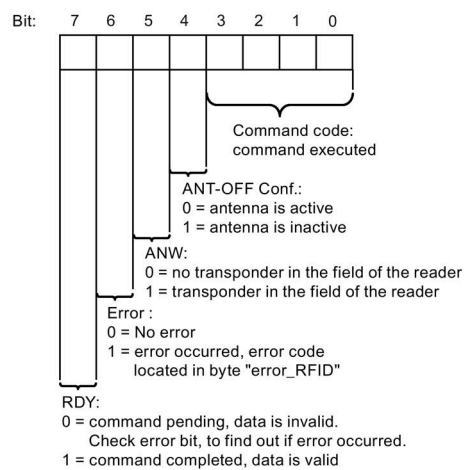 Bit: 7 6 5 4 3 2 1 0
Command code:
command executed
ANT-OFF Conf.:
0 = antenna is active
1 = antenna is inactive
ANW:
0 = no transponder in the field of the reader
1 = transponder in the field of the reader
Error :
0 = No error
1 = error occurred, error code
located in byte "error_RFID"
RDY:
0 = command pending, data is invalid.
Check error bit, to find out if error occurred.
1 = command completed, data is valid